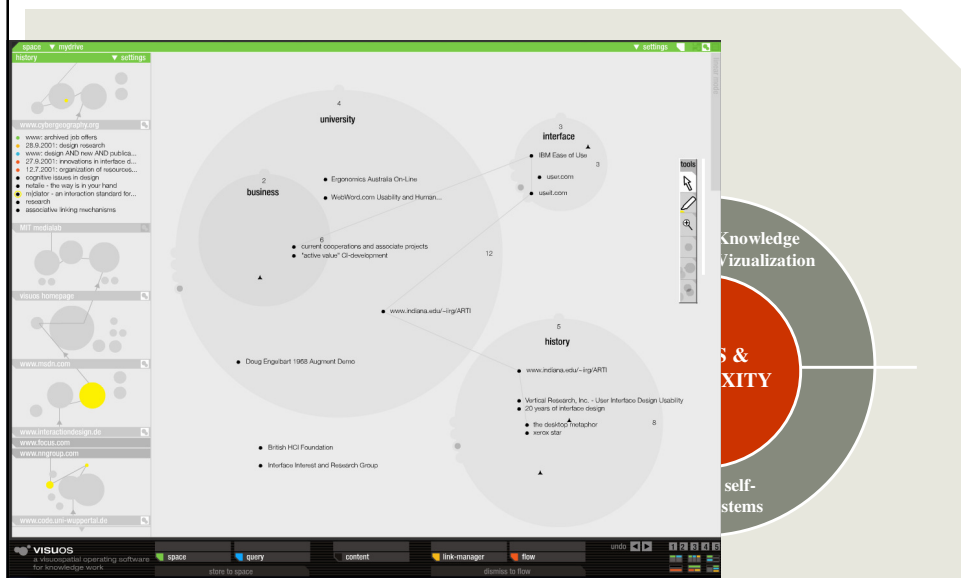 space ▼ mydrive
▼ settings
history ▼ settings
www.cybergeography.org
www: archived job offers
28.9.2001: design research
www: design AND new AND publica...
27.9.2001: innovations in interface d...
12.7.2001: organization of resources...
cognitive issues in design
netzle - the way is in your hand
m|diator - an interaction standard for...
research
associative linking mechanisms
MIT medialab
visuos homepage
www.msdn.com
www.interactiondesign.de
www.focus.com
www.nngroup.com
www.code.uni-wuppertal.de
4
university
2
business
Ergonomics Australia On-Line
WebWord.com Usability and Human...
6
current cooperations and associate projects
"active value" CI-development
12
www.indiana.edu/~irg/ARTI
Doug Engelbart 1968 Augment Demo
British HCI Foundation
Interface Interest and Research Group
3
interface
IBM Ease of Use
3
user.com
useit.com
5
history
www.indiana.edu/~irg/ARTI
Vertical Research, Inc. - User Interface Design Usability
20 years of interface design
8
the desktop metaphor
xerox star
tools
Knowledge
Vizualization
S &
XITY
self-
stems
VISUOS
a visuospatial operating software
for knowledge work
space
query
content
link-manager
flow
store to space
dismiss to flow
undo
1 2 3 4 5